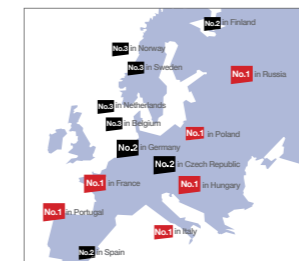 No.2 in Finland
No.3 in Norway
No.3 in Sweden
No.1 in Russia
No.3 in Netherlands
No.3 in Belgium
No.1 in Poland
No.2 in Germany
No.2 in Czech Republic
No.1 in France
No.1 in Hungary
No.1 in Portugal
No.1 in Italy
No.2 in Spain